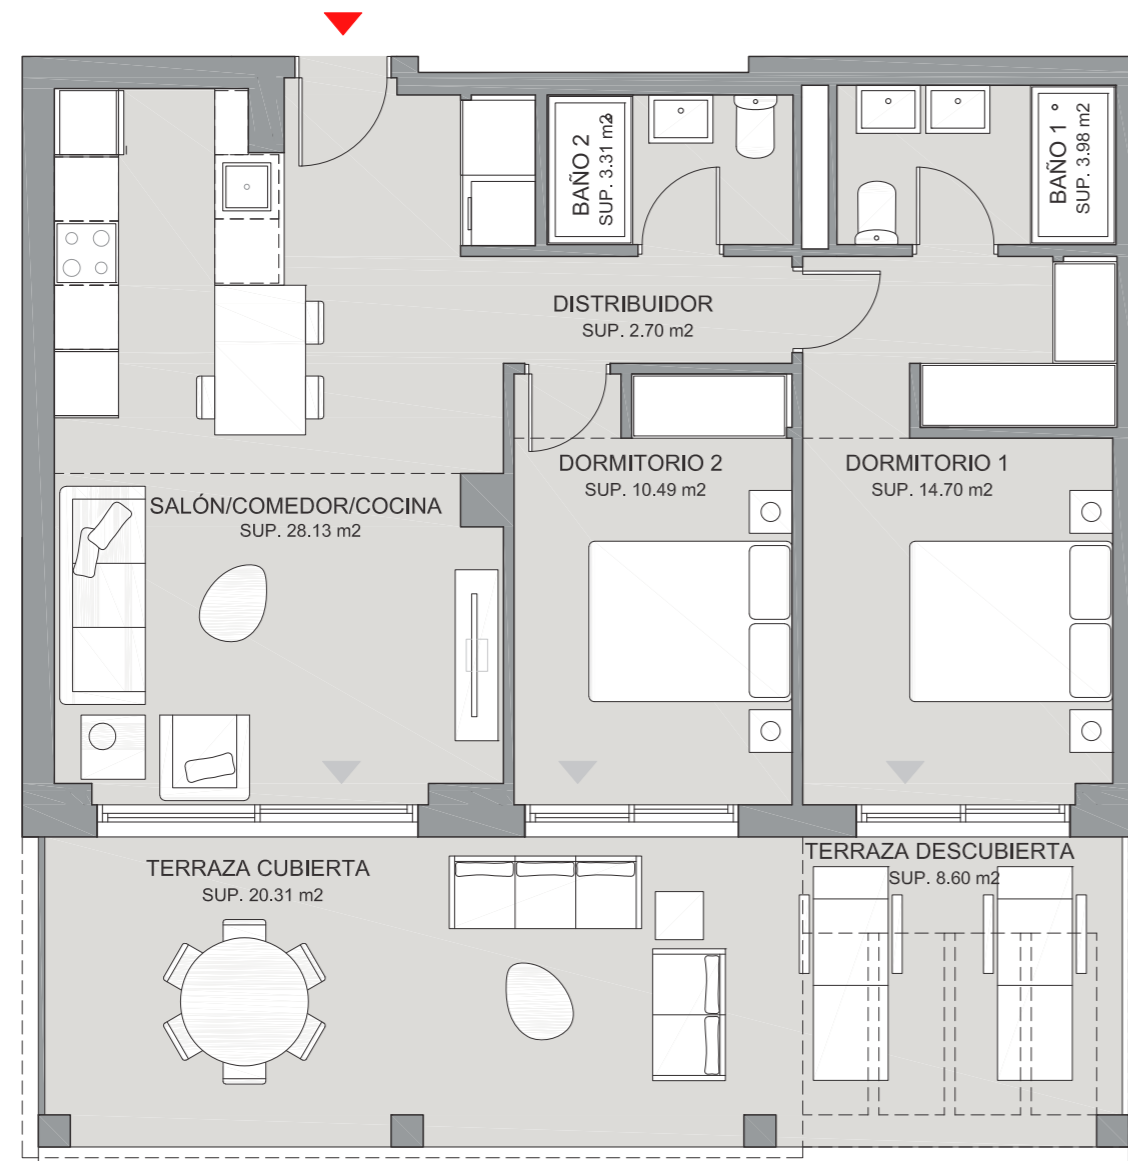 BAÑO 2
SUP. 3.31 m2
BAÑO 1
SUP. 3.98 m2
DISTRIBUIDOR
SUP. 2.70 m2
DORMITORIO 2
SUP. 10.49 m2
DORMITORIO 1
SUP. 14.70 m2
SALÓN/COMEDOR/COCINA
SUP. 28.13 m2
TERRAZA CUBIERTA
SUP. 20.31 m2
TERRAZA DESCUBIERTA
SUP. 8.60 m2